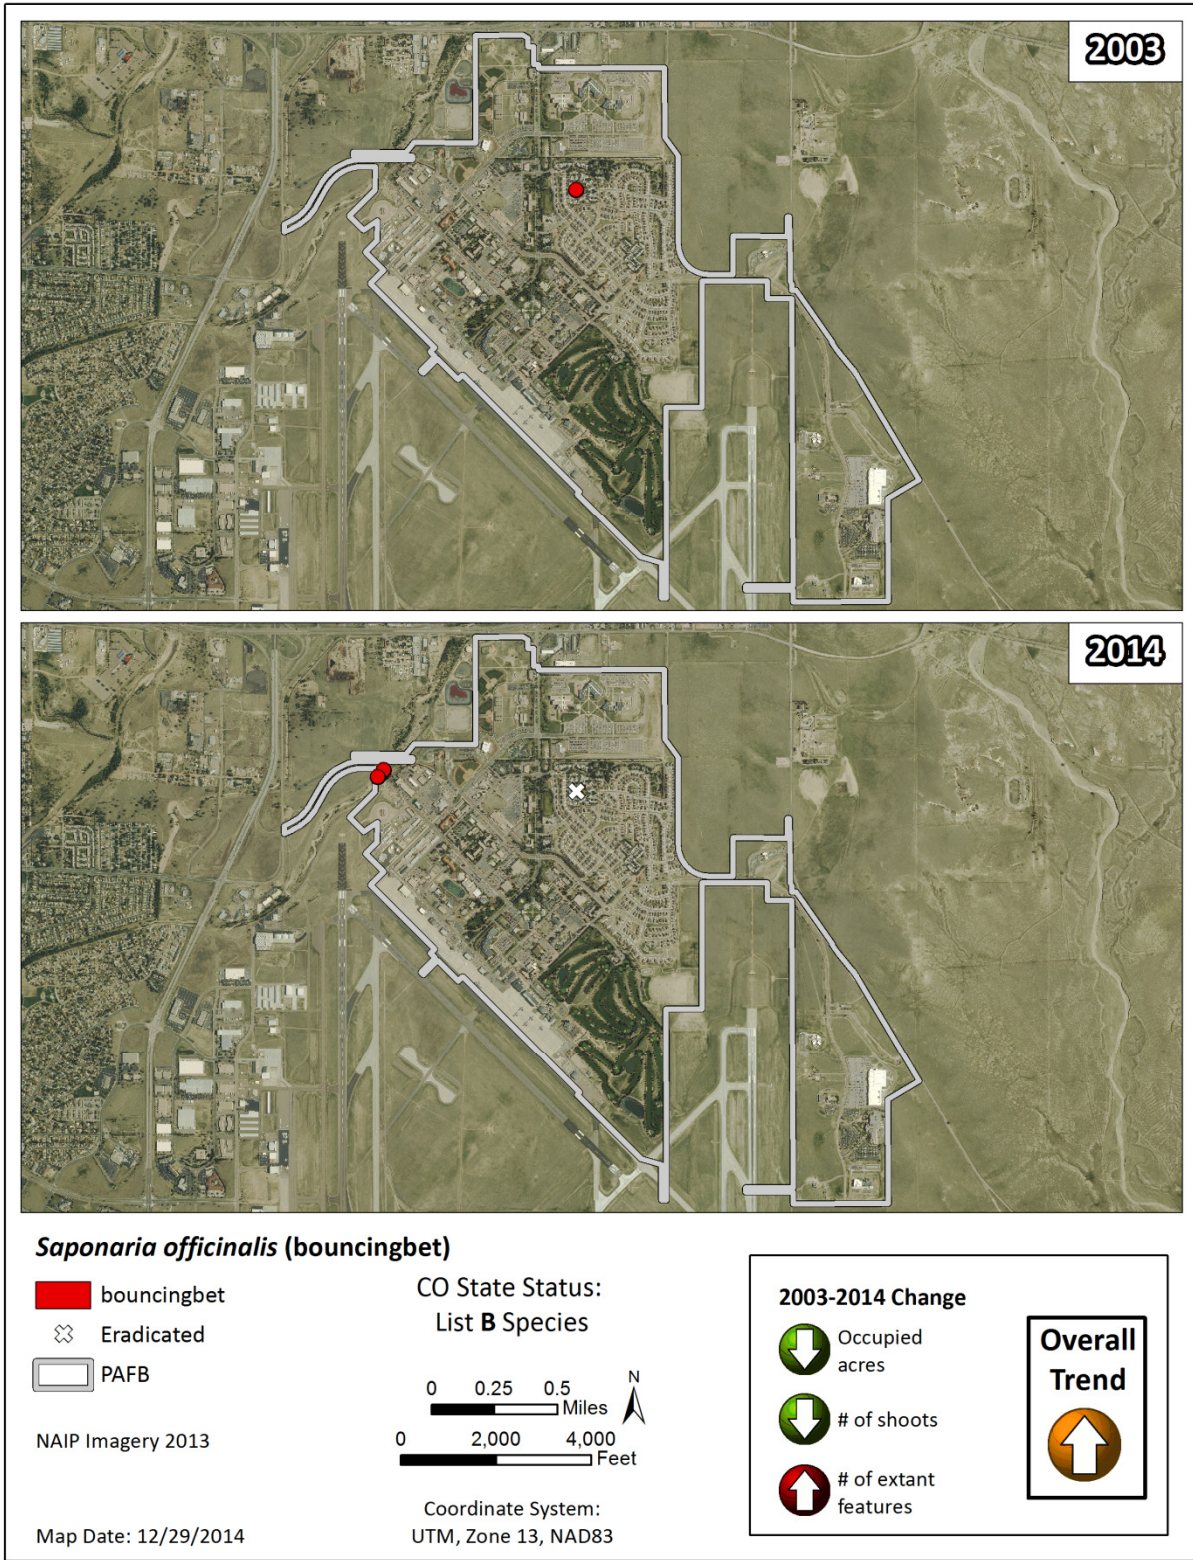 2003
2014
Saponaria officinalis (bouncingbet)
bouncingbet
Eradicated
PAFB
NAIP Imagery 2013
Map Date: 12/29/2014
CO State Status:
List B Species
0 0.25 0.5
Miles
N
0 2,000 4,000
Feet
Coordinate System:
UTM, Zone 13, NAD83
2003-2014 Change
Occupied
acres
# of shoots
# of extant
features
Overall
Trend